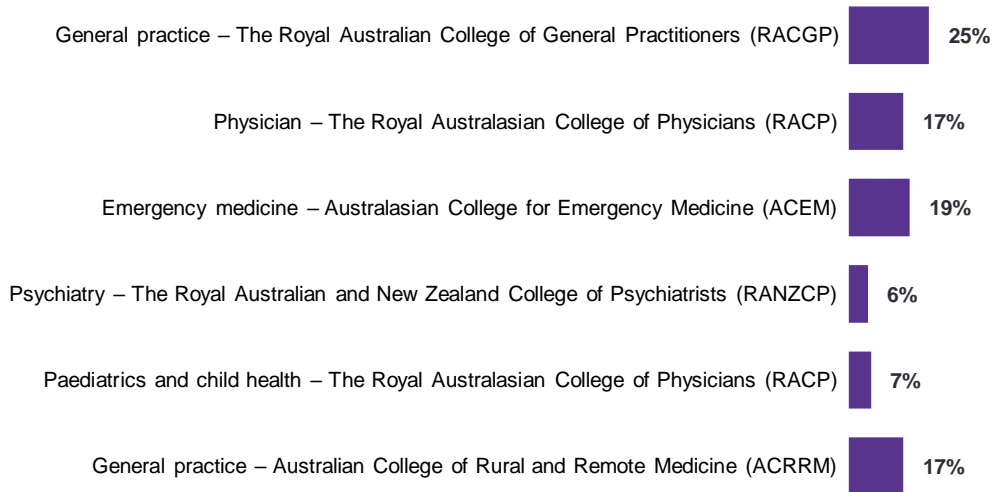 General practice – The Royal Australian College of General Practitioners (RACGP) 25%
Physician – The Royal Australasian College of Physicians (RACP) 17%
Emergency medicine – Australasian College for Emergency Medicine (ACEM) 19%
Psychiatry – The Royal Australian and New Zealand College of Psychiatrists (RANZCP) 6%
Paediatrics and child health – The Royal Australasian College of Physicians (RACP) 7%
General practice – Australian College of Rural and Remote Medicine (ACRRM) 17%